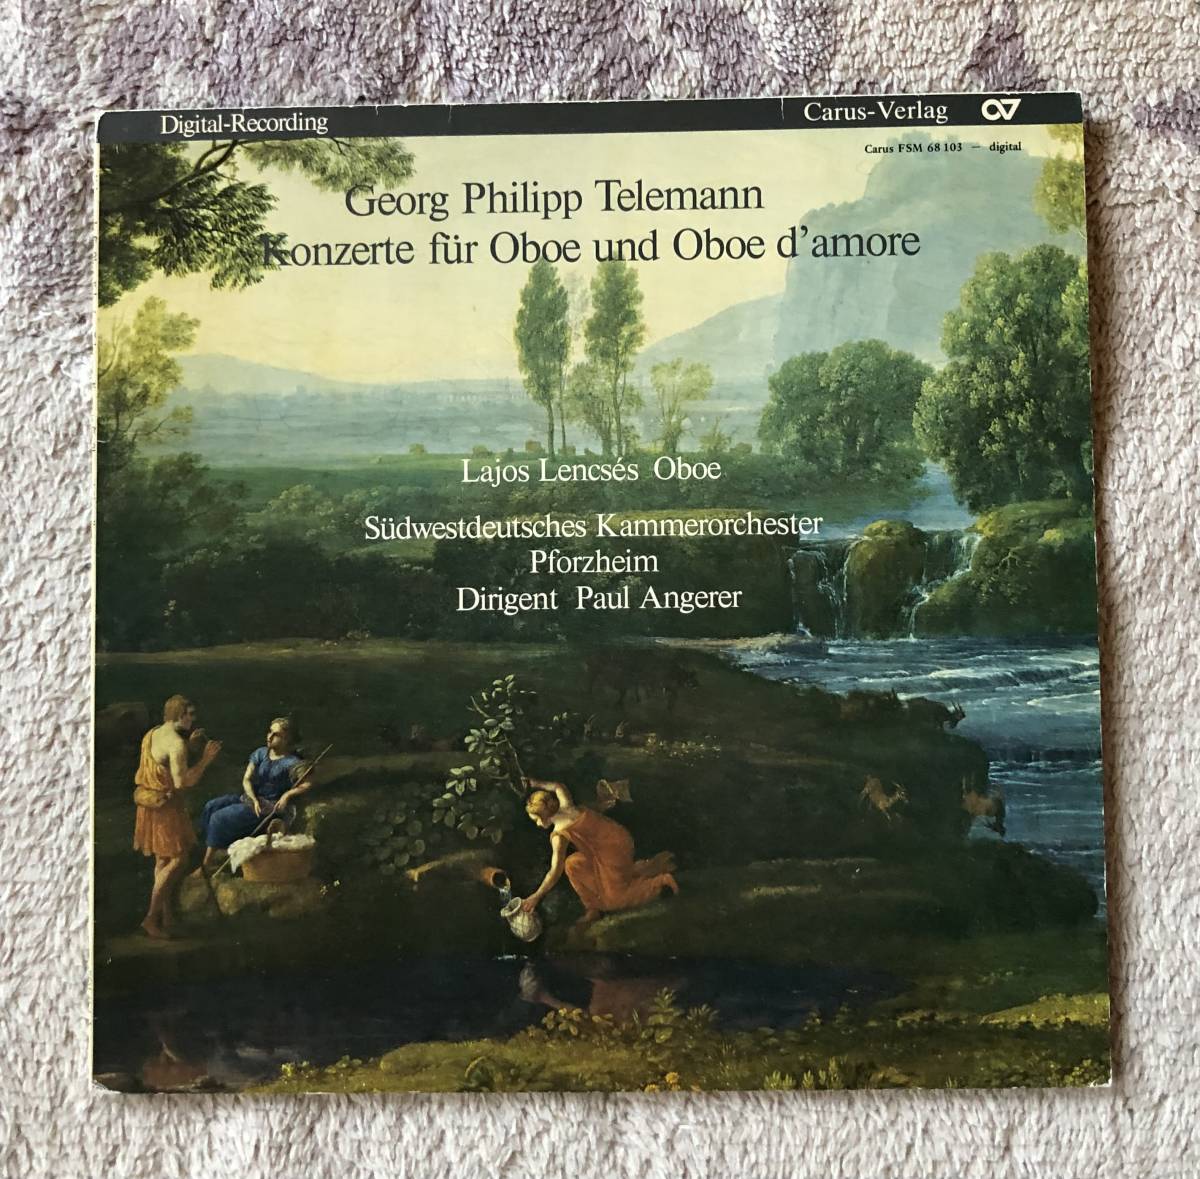 Digital-Recording
Carus-Verlag
Carus FSM 68 103 — digital
Georg Philipp Telemann
Konzerte für Oboe und Oboe d'amore
Lajos Lencsés Oboe
Südwestdeutsches Kammerorchester
Pforzheim
Dirigent Paul Angerer